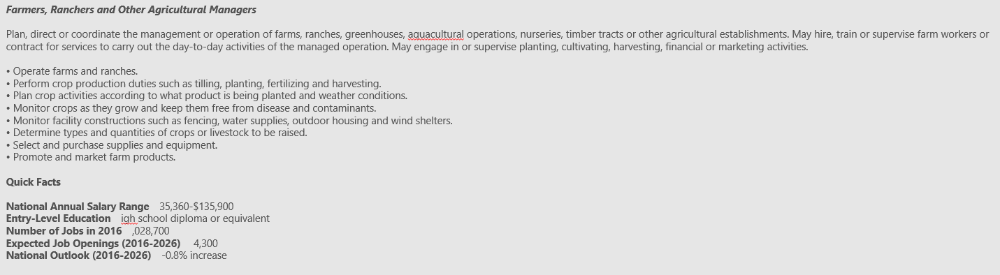 Farmers, Ranchers and Other Agricultural Managers
Plan, direct or coordinate the management or operation of farms, ranches, greenhouses, aquacultural operations, nurseries, timber tracts or other agricultural establishments. May hire, train or supervise farm workers or
contract for services to carry out the day-to-day activities of the managed operation. May engage in or supervise planting, cultivating, harvesting, financial or marketing activities.
• Operate farms and ranches.
• Perform crop production duties such as tilling, planting, fertilizing and harvesting.
• Plan crop activities according to what product is being planted and weather conditions.
• Monitor crops as they grow and keep them free from disease and contaminants.
• Monitor facility constructions such as fencing, water supplies, outdoor housing and wind shelters.
• Determine types and quantities of crops or livestock to be raised.
• Select and purchase supplies and equipment.
• Promote and market farm products.
Quick Facts
National Annual Salary Range 35,360-$135,900
Entry-Level Education igh school diploma or equivalent
Number of Jobs in 2016 ,028,700
Expected Job Openings (2016-2026) 4,300
National Outlook (2016-2026) -0.8% increase